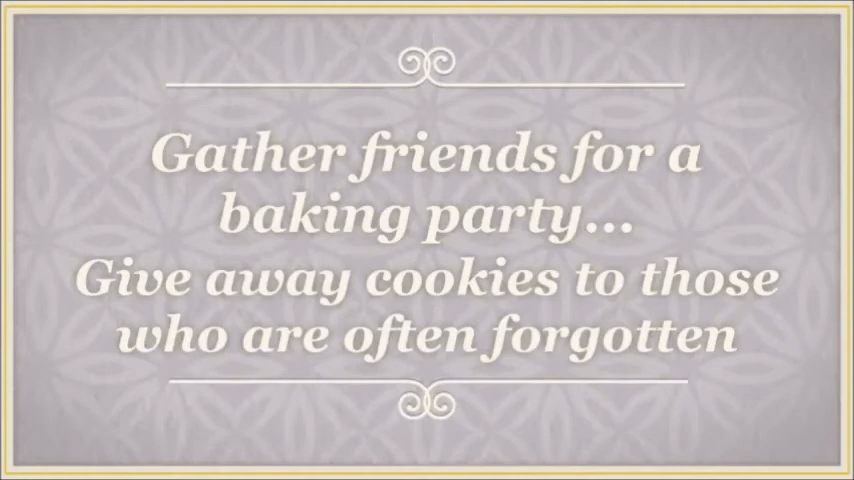 Gather friends for a
baking party...
Give away cookies to those
who are often forgotten